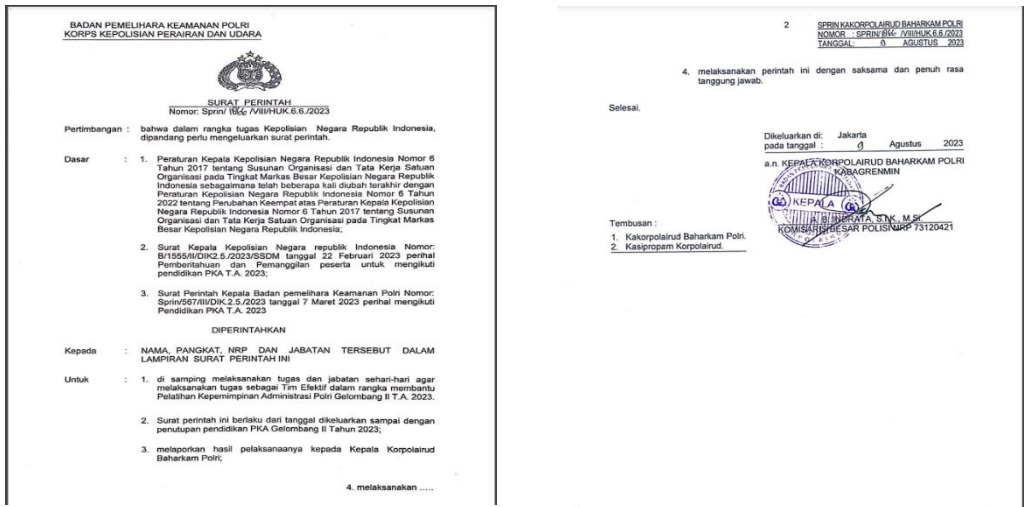 BADAN PEMELIHARA KEAMANAN POLRI
KORPS KEPOLISIAN PERAIRAN DAN UDARA
SURAT PERINTAH
Nomor: Sprin/ /VIII/HUK.6.6./2023
Pertimbangan : bahwa dalam rangka tugas Kepolisian Negara Republik Indonesia,
dipandang perlu mengeluarkan surat perintah.
Dasar : 1. Peraturan Kepala Kepolisian Negara Republik Indonesia Nomor 6
Tahun 2017 tentang Susunan Organisasi dan Tata Kerja Satuan
Organisasi pada Tingkat Markas Besar Kepolisian Negara Republik
Indonesia sebagaimana telah beberapa kali diubah terakhir dengan
Peraturan Kepolisian Negara Republik Indonesia Nomor 6 Tahun
2022 tentang Perubahan Keempat atas Peraturan Kepala Kepolisian
Negara Republik Indonesia Nomor 6 Tahun 2017 tentang Susunan
Organisasi dan Tata Kerja Satuan Organisasi pada Tingkat Markas
Besar Kepolisian Negara Republik Indonesia;
2. Surat Kepala Kepolisian Negara republik Indonesia Nomor:
B/1555/II/DIK2.5./2023/SSDM tanggal 22 Februari 2023 perihal
Pemberitahuan dan Pemanggilan peserta untuk mengikuti
pendidikan PKA T.A. 2023;
3. Surat Perintah Kepala Badan pemelihara Keamanan Polri Nomor:
Sprin/567/III/DIK.2.5./2023 tanggal 7 Maret 2023 perihal mengikuti
Pendidikan PKA T.A. 2023
DIPERINTAHKAN
Kepada : NAMA, PANGKAT, NRP DAN JABATAN TERSEBUT DALAM
LAMPIRAN SURAT PERINTAH INI
Untuk : 1. di samping melaksanakan tugas dan jabatan sehari-hari agar
melaksanakan tugas sebagai Tim Efektif dalam rangka membantu
Pelatihan Kepemimpinan Administrasi Polri Gelombang II T.A. 2023.
2. Surat perintah ini berlaku dari tanggal dikeluarkan sampai dengan
penutupan pendidikan PKA Gelombang II Tahun 2023;
3. melaporkan hasil pelaksanaanya kepada Kepala Korpolairud
Baharkam Polri;
4. melaksanakan .....
2 SPRIN KAKORPOLAIRUD BAHARKAM POLRI
NOMOR : SPRIN/ /VIII/HUK.6.6./2023
TANGGAL: 9 AGUSTUS 2023
4. melaksanakan perintah ini dengan saksama dan penuh rasa
tanggung jawab.
Selesai.
Dikeluarkan di: Jakarta
pada tanggal : 9 Agustus 2023
a.n. KEPALA KORPOLAIRUD BAHARKAM POLRI
KABAGRENMIN
KEPALA
INDRATA, S.I.K., M.Si.
KOMISARIS BESAR POLISI NRP 73120421
Tembusan :
1. Kakorpolairud Baharkam Polri.
2. Kasipropam Korpolairud.